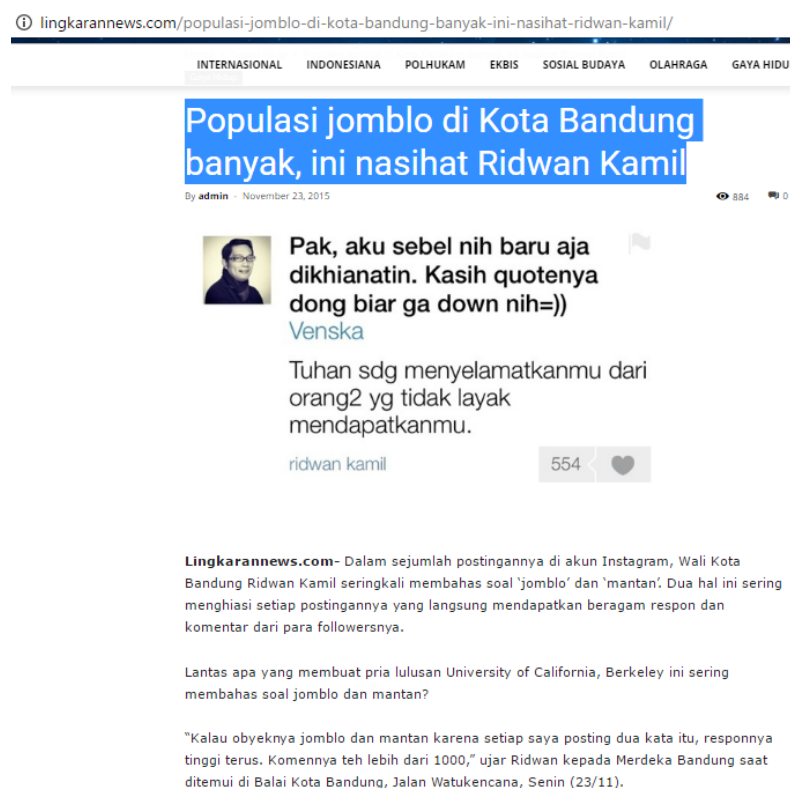 lingkarannews.com/populasi-jomblo-di-kota-bandung-banyak-ini-nasihat-ridwan-kamil/
INTERNASIONAL INDONESIANA POLHUKAM EKBIS SOSIAL BUDAYA OLAHRAGA GAYA HIDU
Populasi jomblo di Kota Bandung
banyak, ini nasihat Ridwan Kamil
By admin - November 23, 2015 884 0
Pak, aku sebel nih baru aja
dikhianatin. Kasih quotenya
dong biar ga down nih=))
Venska
Tuhan sdg menyelamatkanmu dari
orang2 yg tidak layak
mendapatkanmu.
ridwan kamil 554
Lingkarannews.com- Dalam sejumlah postingannya di akun Instagram, Wali Kota
Bandung Ridwan Kamil seringkali membahas soal ‘jomblo’ dan ‘mantan’. Dua hal ini sering
menghiasi setiap postingannya yang langsung mendapatkan beragam respon dan
komentar dari para followersnya.
Lantas apa yang membuat pria lulusan University of California, Berkeley ini sering
membahas soal jomblo dan mantan?
“Kalau obyeknya jomblo dan mantan karena setiap saya posting dua kata itu, responnya
tinggi terus. Komennya teh lebih dari 1000,” ujar Ridwan kepada Merdeka Bandung saat
ditemui di Balai Kota Bandung, Jalan Watukencana, Senin (23/11).